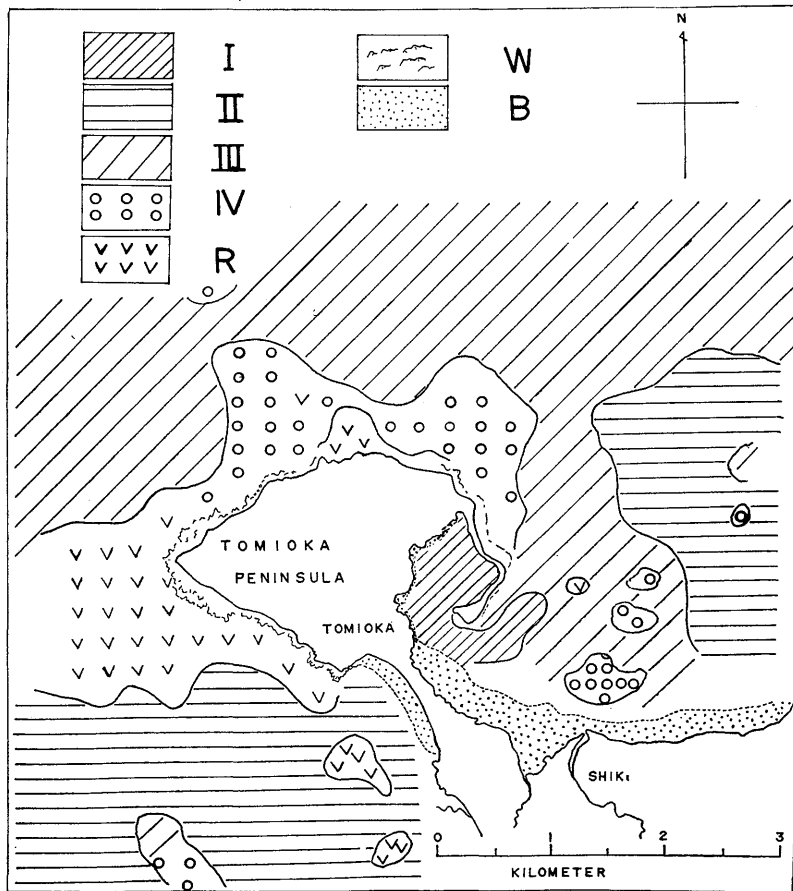 N
I
II
III
IV
R
W
B
TOMIOKA
PENINSULA
TOMIOKA
SHIKI
0 1 2 3
KILOMETER